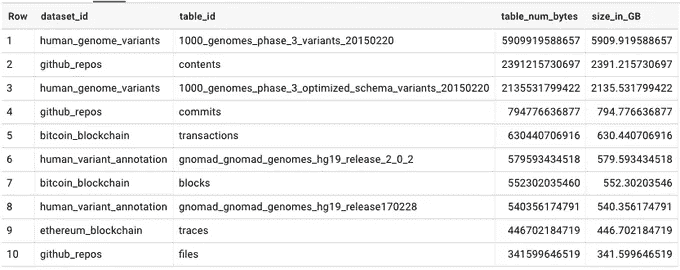 Row dataset_id table_id table_num_bytes size_in_GB
1 human_genome_variants 1000_genomes_phase_3_variants_20150220 5909919588657 5909.919588657
2 github_repos contents 2391215730697 2391.215730697
3 human_genome_variants 1000_genomes_phase_3_optimized_schema_variants_20150220 2135531799422 2135.531799422
4 github_repos commits 794776636877 794.776636877
5 bitcoin_blockchain transactions 630440706916 630.440706916
6 human_variant_annotation gnomad_gnomad_genomes_hg19_release_2_0_2 579593434518 579.593434518
7 bitcoin_blockchain blocks 552302035460 552.30203546
8 human_variant_annotation gnomad_gnomad_genomes_hg19_release170228 540356174791 540.356174791
9 ethereum_blockchain traces 446702184719 446.702184719
10 github_repos files 341599646519 341.599646519